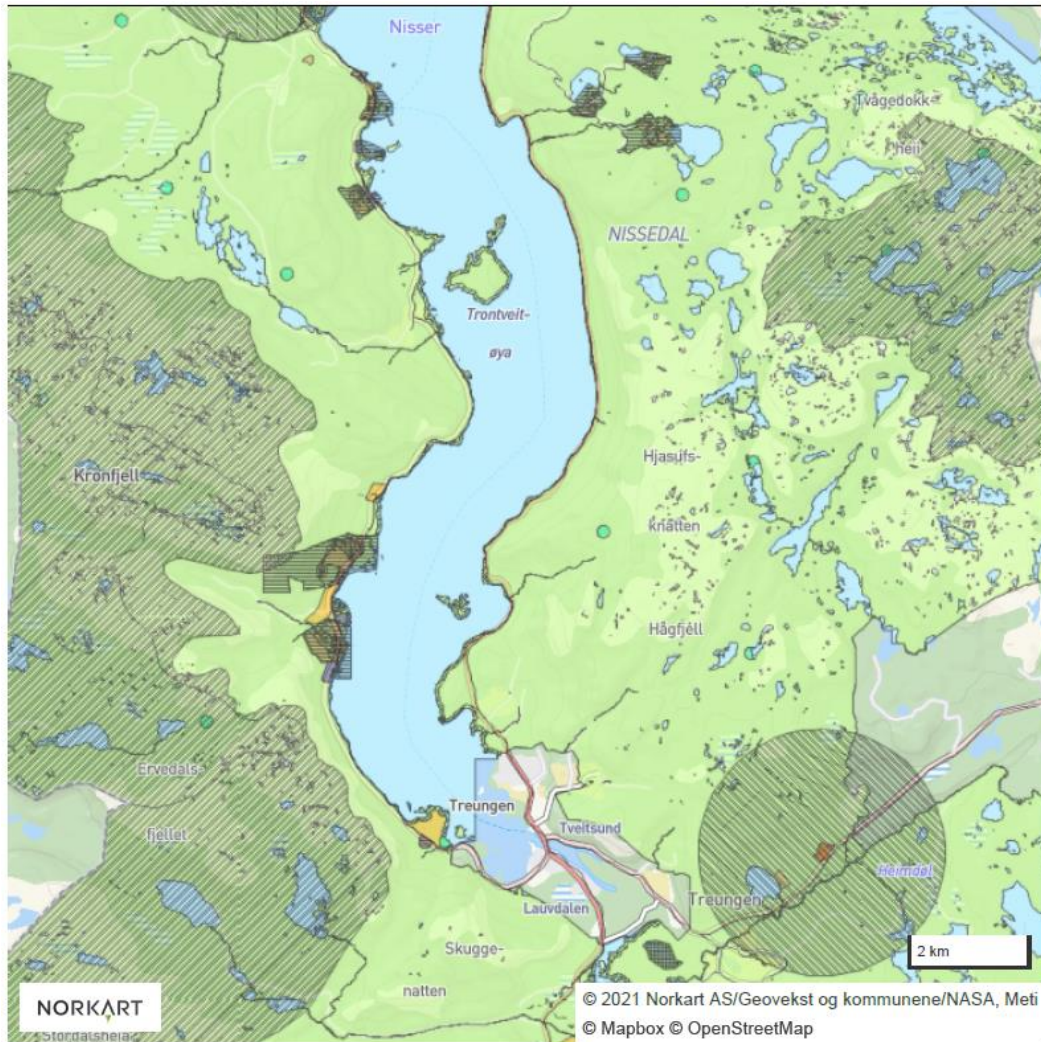 Nisser
Tvågedokk-
heii
NISSEDAL
Trontveit-
øya
Hjasufs-
knatten
Kronfjell
Hågfjell
Ervedals-
fjellet
Treungen
Tveitsund
Heimdøl
Treungen
Lauvdalen
Skugge-
natten
2 km
NORKART
Stordalsheia
© 2021 Norkart AS/Geovekst og kommunene/NASA, Meti
© Mapbox © OpenStreetMap